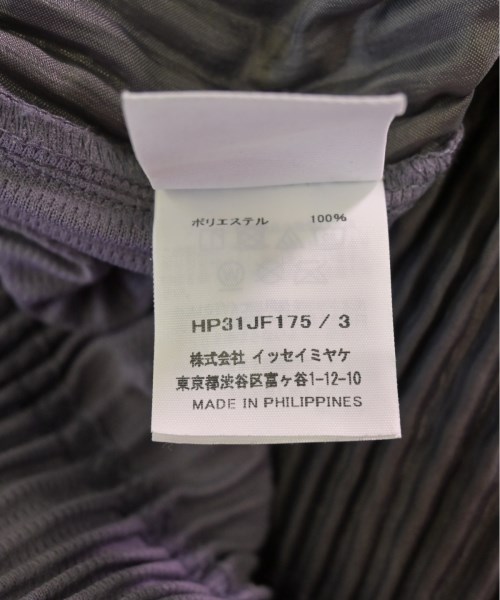 ポリエステル 100%
HP31JF175 / 3
株式会社 イッセイミヤケ
東京都渋谷区富ヶ谷1-12-10
MADE IN PHILIPPINES